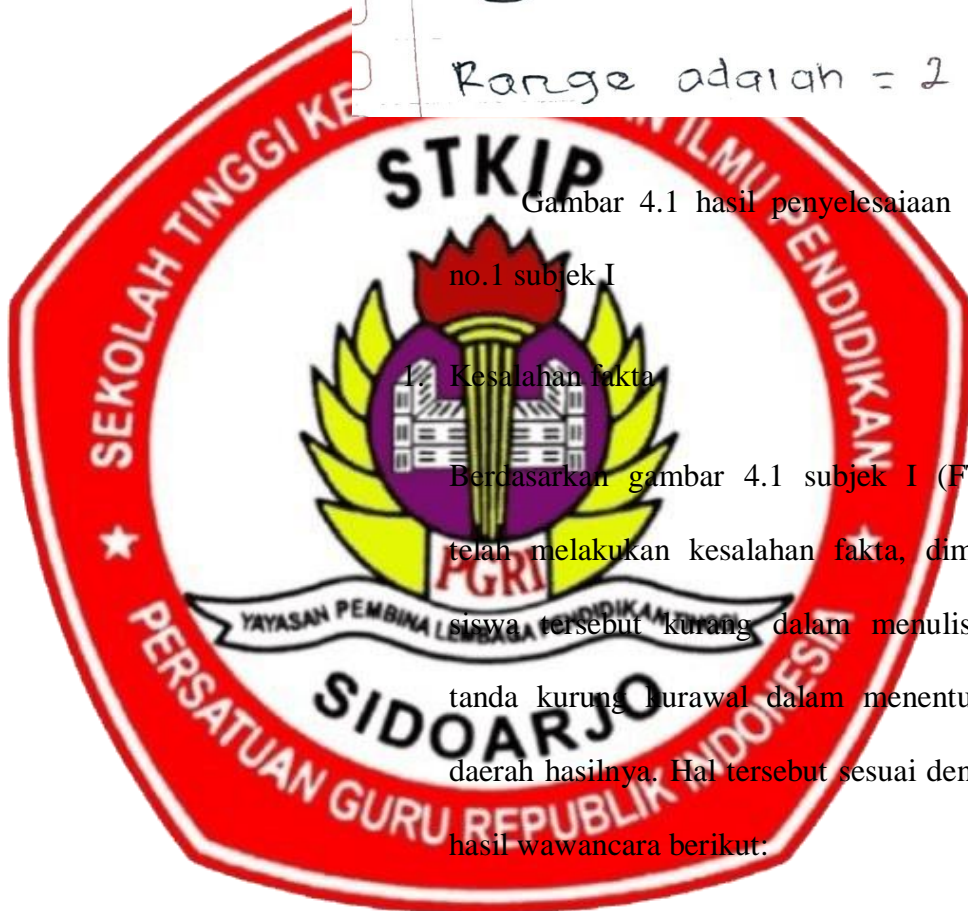 Range adalah = 2
Gambar 4.1 hasil penyelesaiaan
no.1 subjek I
1. Kesalahan fakta
Berdasarkan gambar 4.1 subjek I (F
telah melakukan kesalahan fakta, dim
siswa tersebut kurang dalam menulis
tanda kurung kurawal dalam menentu
daerah hasilnya. Hal tersebut sesuai den
hasil wawancara berikut:
SEKOLAH TINGGI KE
AN ILMU PENDIDIKAN
STKIP
PGRI
YAYASAN PEMBINA LEMBAGA PENDIDIKAN TINGGI
SIDOARJO
PERSATUAN GURU REPUBLIK INDONESIA